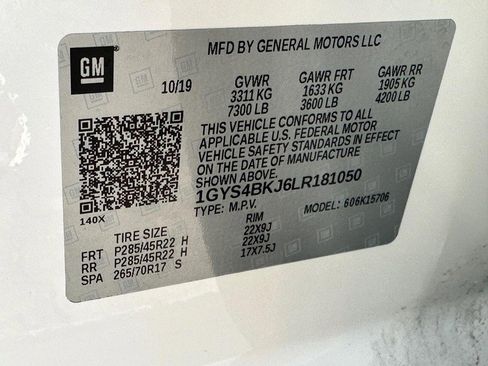 GM
MFD BY GENERAL MOTORS LLC
10/19 GVWR GAWR FRT GAWR RR
3311 KG 1633 KG 1905 KG
7300 LB 3600 LB 4200 LB
THIS VEHICLE CONFORMS TO ALL
APPLICABLE U.S. FEDERAL MOTOR
VEHICLE SAFETY STANDARDS IN EFFECT
ON THE DATE OF MANUFACTURE
SHOWN ABOVE.
1GYS4BKJ6LR181050
140X TYPE: M.P.V. MODEL: 606K15706
TIRE SIZE RIM
FRT P285/45R22 H 22X9J
RR P285/45R22 H 22X9J
SPA 265/70R17 S 17X7.5J